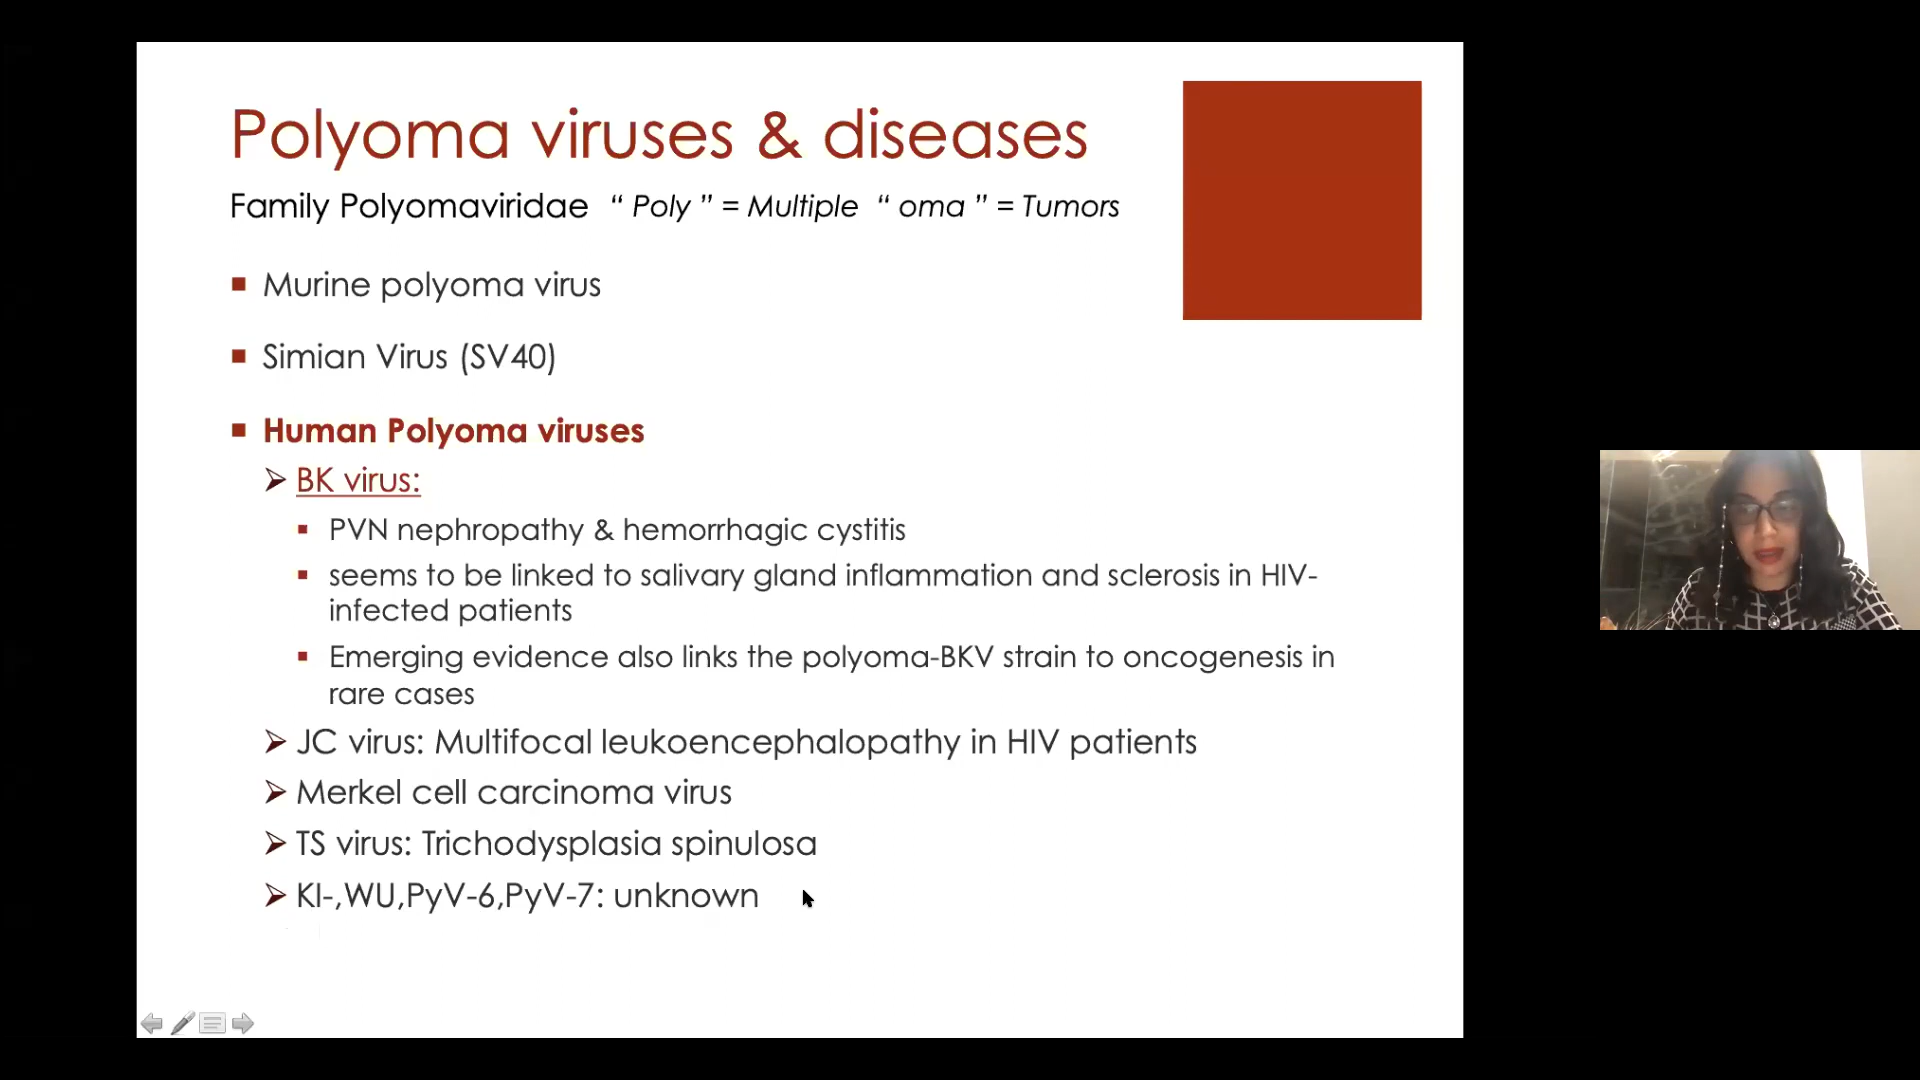 Polyoma viruses & diseases
Family Polyomaviridae “ Poly ” = Multiple “ oma ” = Tumors
Murine polyoma virus
Simian Virus (SV40)
Human Polyoma viruses
BK virus:
PVN nephropathy & hemorrhagic cystitis
seems to be linked to salivary gland inflammation and sclerosis in HIV-
infected patients
Emerging evidence also links the polyoma-BKV strain to oncogenesis in
rare cases
JC virus: Multifocal leukoencephalopathy in HIV patients
Merkel cell carcinoma virus
TS virus: Trichodysplasia spinulosa
KI-,WU,PyV-6,PyV-7: unknown